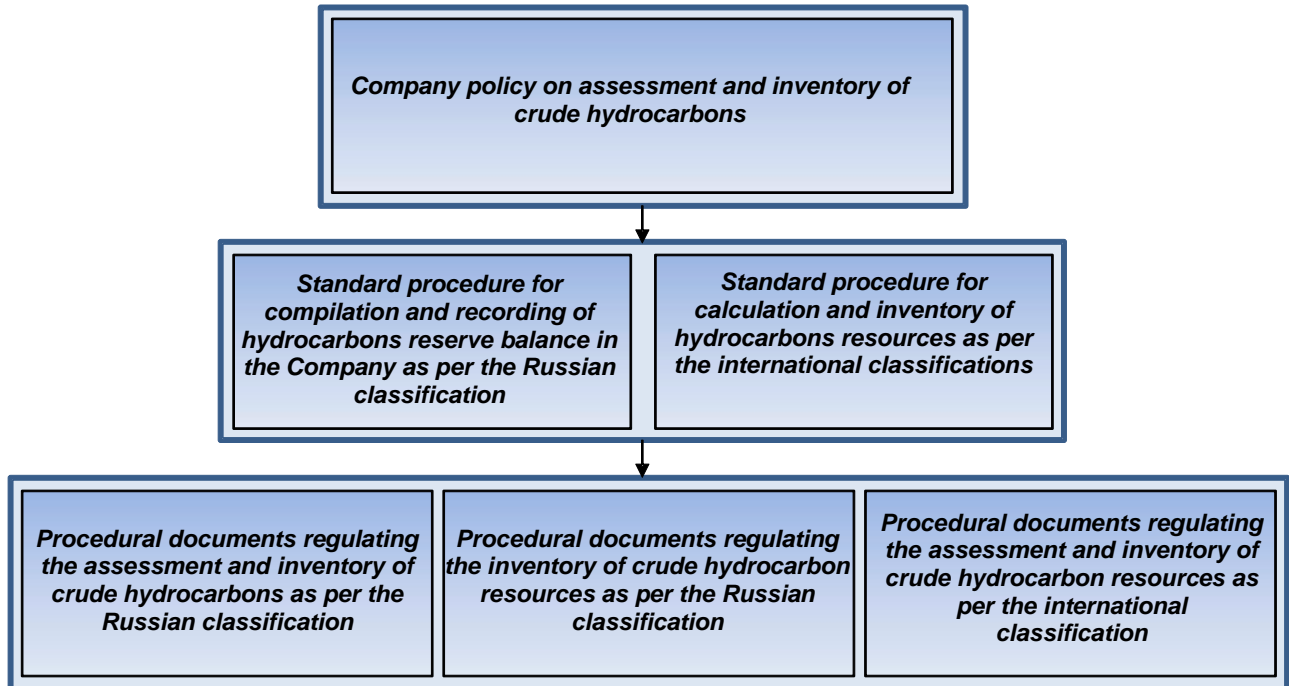 Company policy on assessment and inventory of
crude hydrocarbons
Standard procedure for
compilation and recording of
hydrocarbons reserve balance in
the Company as per the Russian
classification
Standard procedure for
calculation and inventory of
hydrocarbons resources as per
the international classifications
Procedural documents regulating
the assessment and inventory of
crude hydrocarbons as per the
Russian classification
Procedural documents regulating
the inventory of crude hydrocarbon
resources as per the Russian
classification
Procedural documents regulating
the assessment and inventory of
crude hydrocarbon resources as
per the international
classification